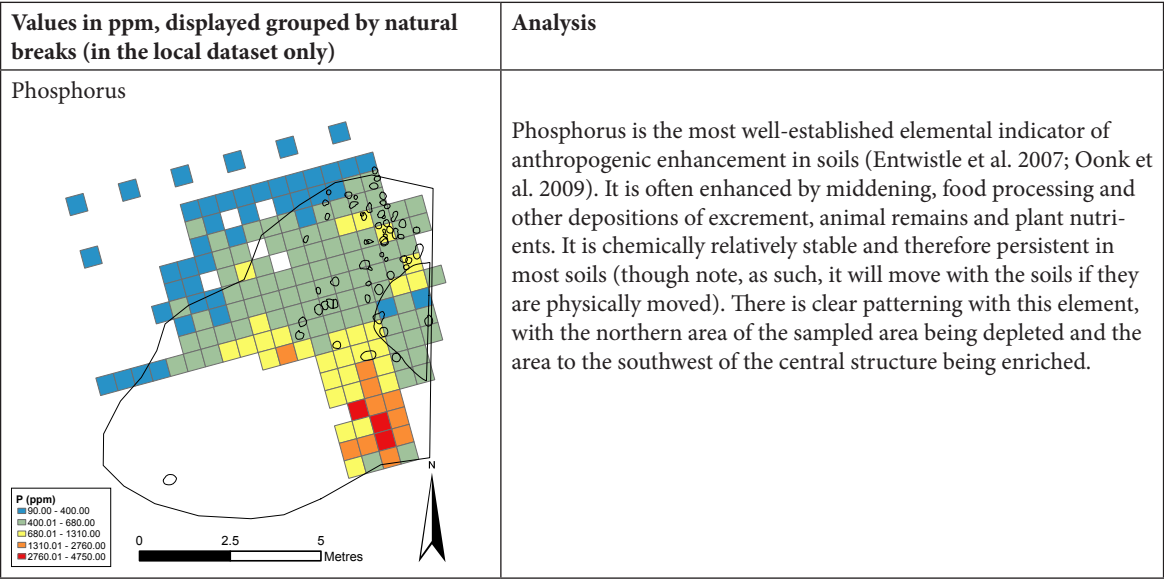 Values in ppm, displayed grouped by natural
breaks (in the local dataset only)
Analysis
Phosphorus
N
P (ppm)
90.00 - 400.00
400.01 - 680.00
680.01 - 1310.00
1310.01 - 2760.00
2760.01 - 4750.00
0 2.5 5
Metres
Phosphorus is the most well-established elemental indicator of
anthropogenic enhancement in soils (Entwistle et al. 2007; Oonk et
al. 2009). It is often enhanced by middening, food processing and
other depositions of excrement, animal remains and plant nutri-
ents. It is chemically relatively stable and therefore persistent in
most soils (though note, as such, it will move with the soils if they
are physically moved). There is clear patterning with this element,
with the northern area of the sampled area being depleted and the
area to the southwest of the central structure being enriched.